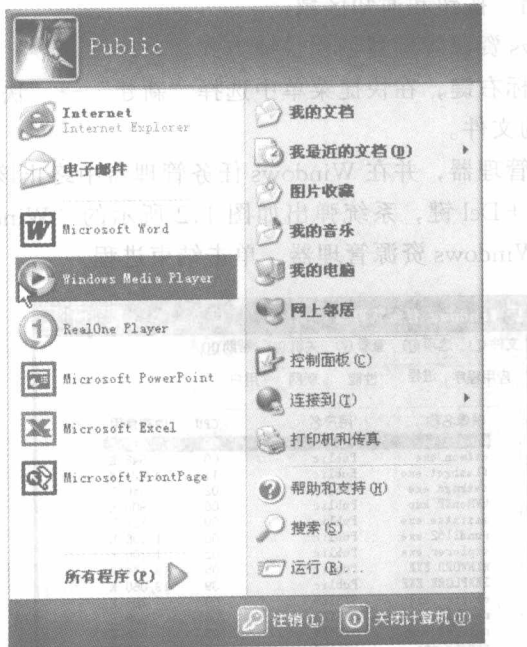 Public
Internet
Internet Explorer
电子邮件
Microsoft Word
Windows Media Player
RealOne Player
Microsoft PowerPoint
Microsoft Excel
Microsoft FrontPage
所有程序(P)
我的文档
我最近的文档(D)
图片收藏
我的音乐
我的电脑
网上邻居
控制面板(C)
连接到(T)
打印机和传真
帮助和支持(H)
搜索(S)
运行(R)...
注销(L)
关闭计算机(U)